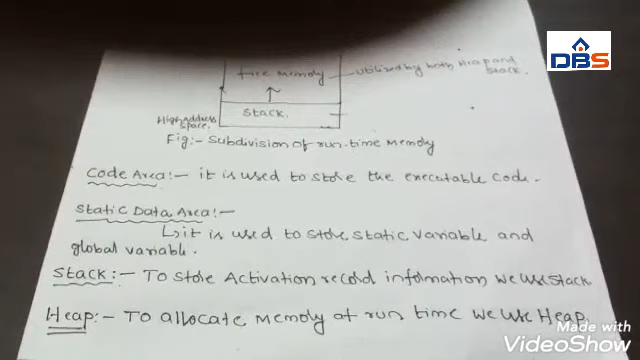 DBS
free memory
utilised by both Heap and
Stack.
Stack.
High address
space.
Fig:- Subdivision of run-time Memory
Code Area:- it is used to store the executable code.
Static Data Area:-
it is used to store static variable and
global variable.
Stack:- To store Activation record information we use Stack
Heap:- To allocate memory at run time we use Heap.
Made with
VideoShow